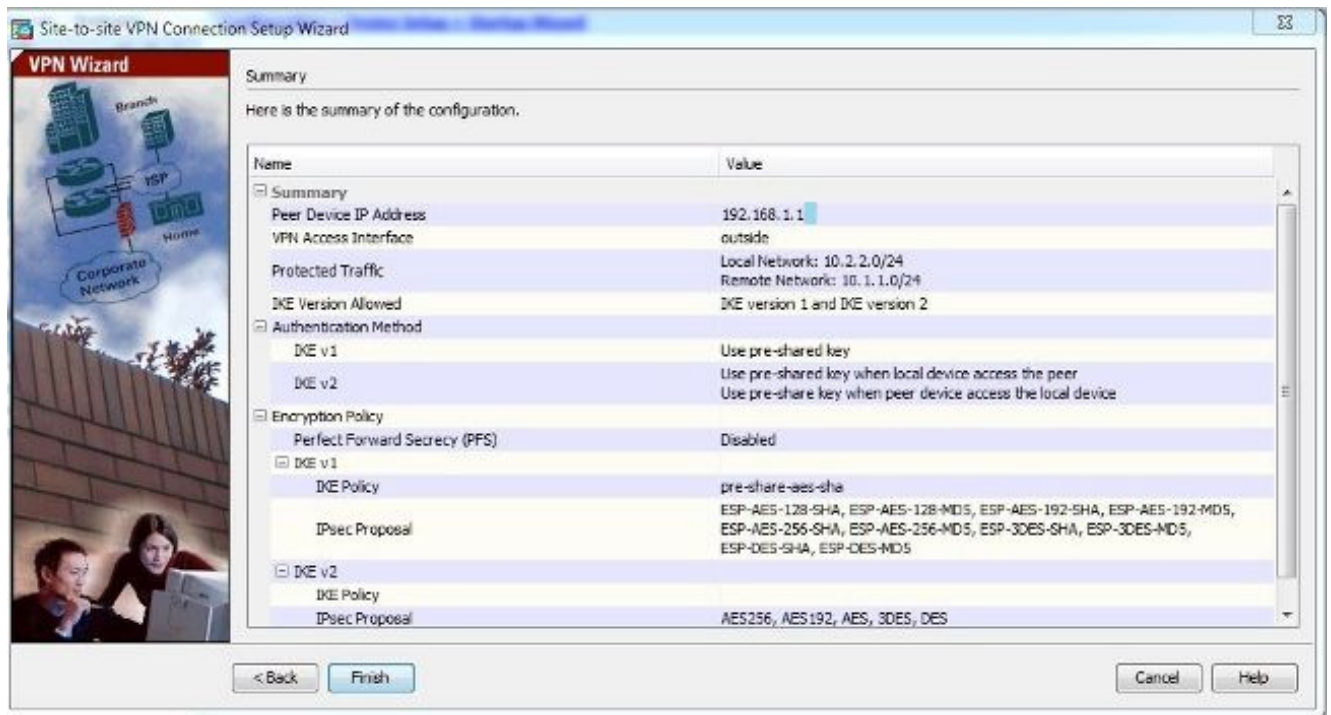 Site-to-site VPN Connection Setup Wizard
VPN Wizard
Branch
ISP
Home
Corporate
Network
Summary
Here is the summary of the configuration.
Name Value
Summary
Peer Device IP Address 192.168.1.1
VPN Access Interface outside
Protected Traffic Local Network: 10.2.2.0/24
Remote Network: 10.1.1.0/24
IKE Version Allowed IKE version 1 and IKE version 2
Authentication Method
IKE v1 Use pre-shared key
IKE v2 Use pre-shared key when local device access the peer
Use pre-share key when peer device access the local device
Encryption Policy
Perfect Forward Secrecy (PFS) Disabled
IKE v1
IKE Policy pre-share-aes-sha
IPsec Proposal ESP-AES-128-SHA, ESP-AES-128-MD5, ESP-AES-192-SHA, ESP-AES-192-MD5,
ESP-AES-256-SHA, ESP-AES-256-MD5, ESP-3DES-SHA, ESP-3DES-MD5,
ESP-DES-SHA, ESP-DES-MD5
IKE v2
IKE Policy
IPsec Proposal AES256, AES192, AES, 3DES, DES
< Back Finish Cancel Help